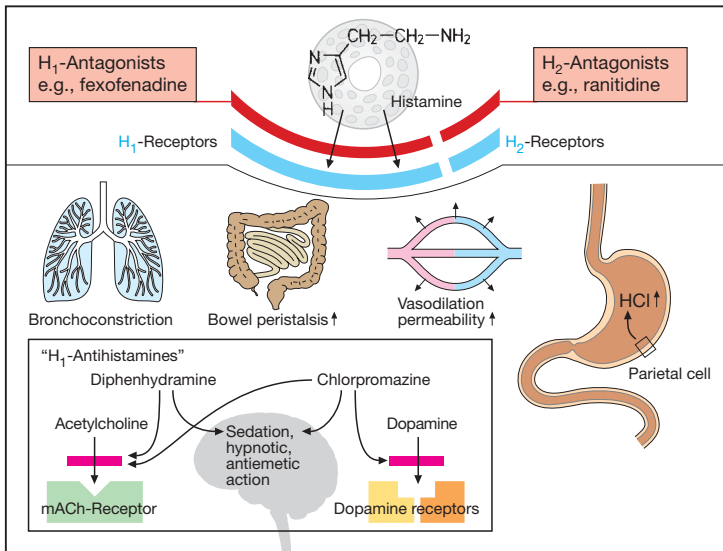 H₁-Antagonists
e.g., fexofenadine
CH₂—CH₂—NH₂
N
N
H
Histamine
H₂-Antagonists
e.g., ranitidine
H₁-Receptors
H₂-Receptors
Bronchoconstriction
Bowel peristalsis ↑
Vasodilation
permeability ↑
HCl ↑
Parietal cell
"H₁-Antihistamines"
Diphenhydramine
Chlorpromazine
Acetylcholine
Sedation,
hypnotic,
antiemetic
action
Dopamine
mACh-Receptor
Dopamine receptors